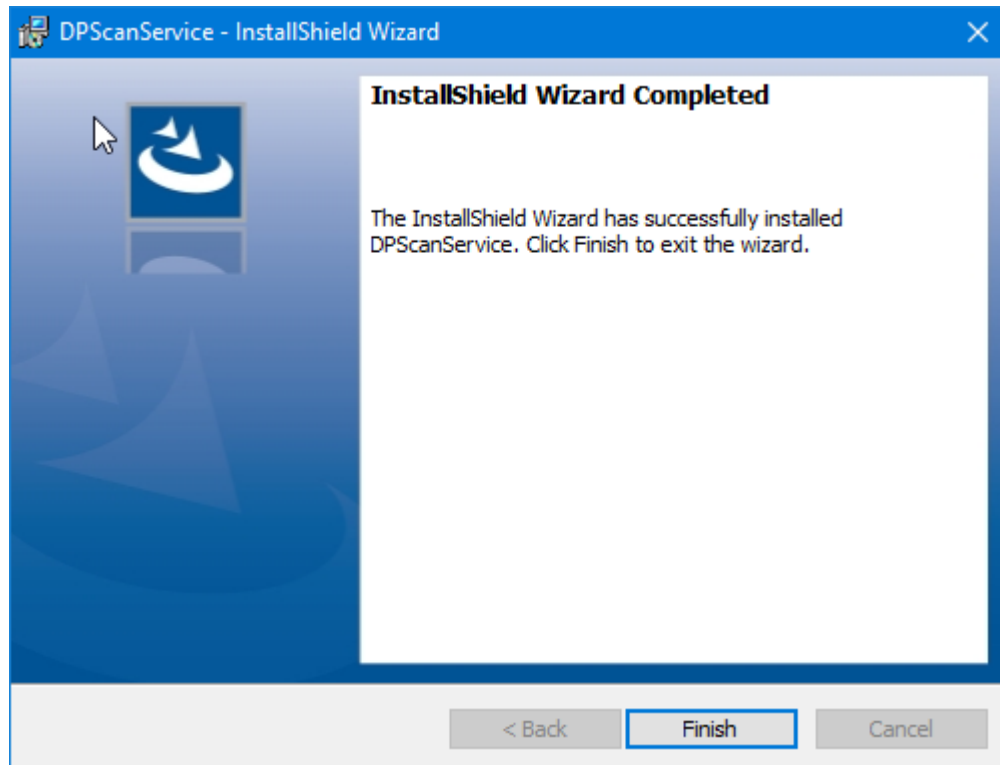 DPScanService - InstallShield Wizard
InstallShield Wizard Completed
The InstallShield Wizard has successfully installed
DPScanService. Click Finish to exit the wizard.
< Back
Finish
Cancel